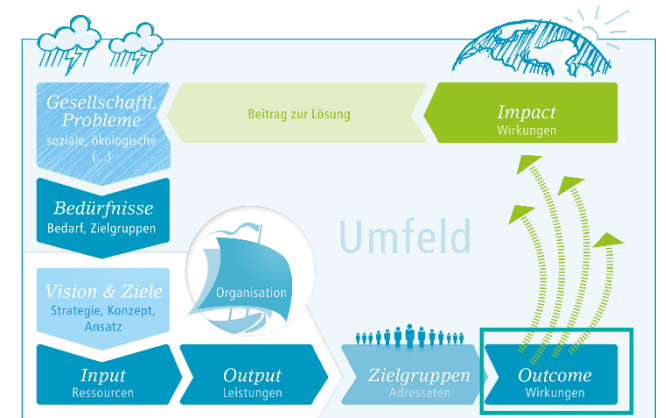 Gesellschaftl.
Probleme
soziale, ökologische
(...)
Beitrag zur Lösung
Impact
Wirkungen
Bedürfnisse
Bedarf, Zielgruppen
Umfeld
Vision & Ziele
Strategie, Konzept,
Ansatz
Organisation
Input
Ressourcen
Output
Leistungen
Zielgruppen
Adressaten
Outcome
Wirkungen